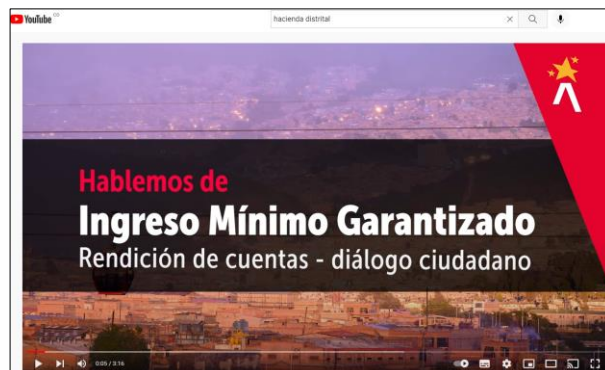 YouTube
hacienda distrital
Hablemos de
Ingreso Mínimo Garantizado
Rendición de cuentas - diálogo ciudadano
0:05 / 3:16